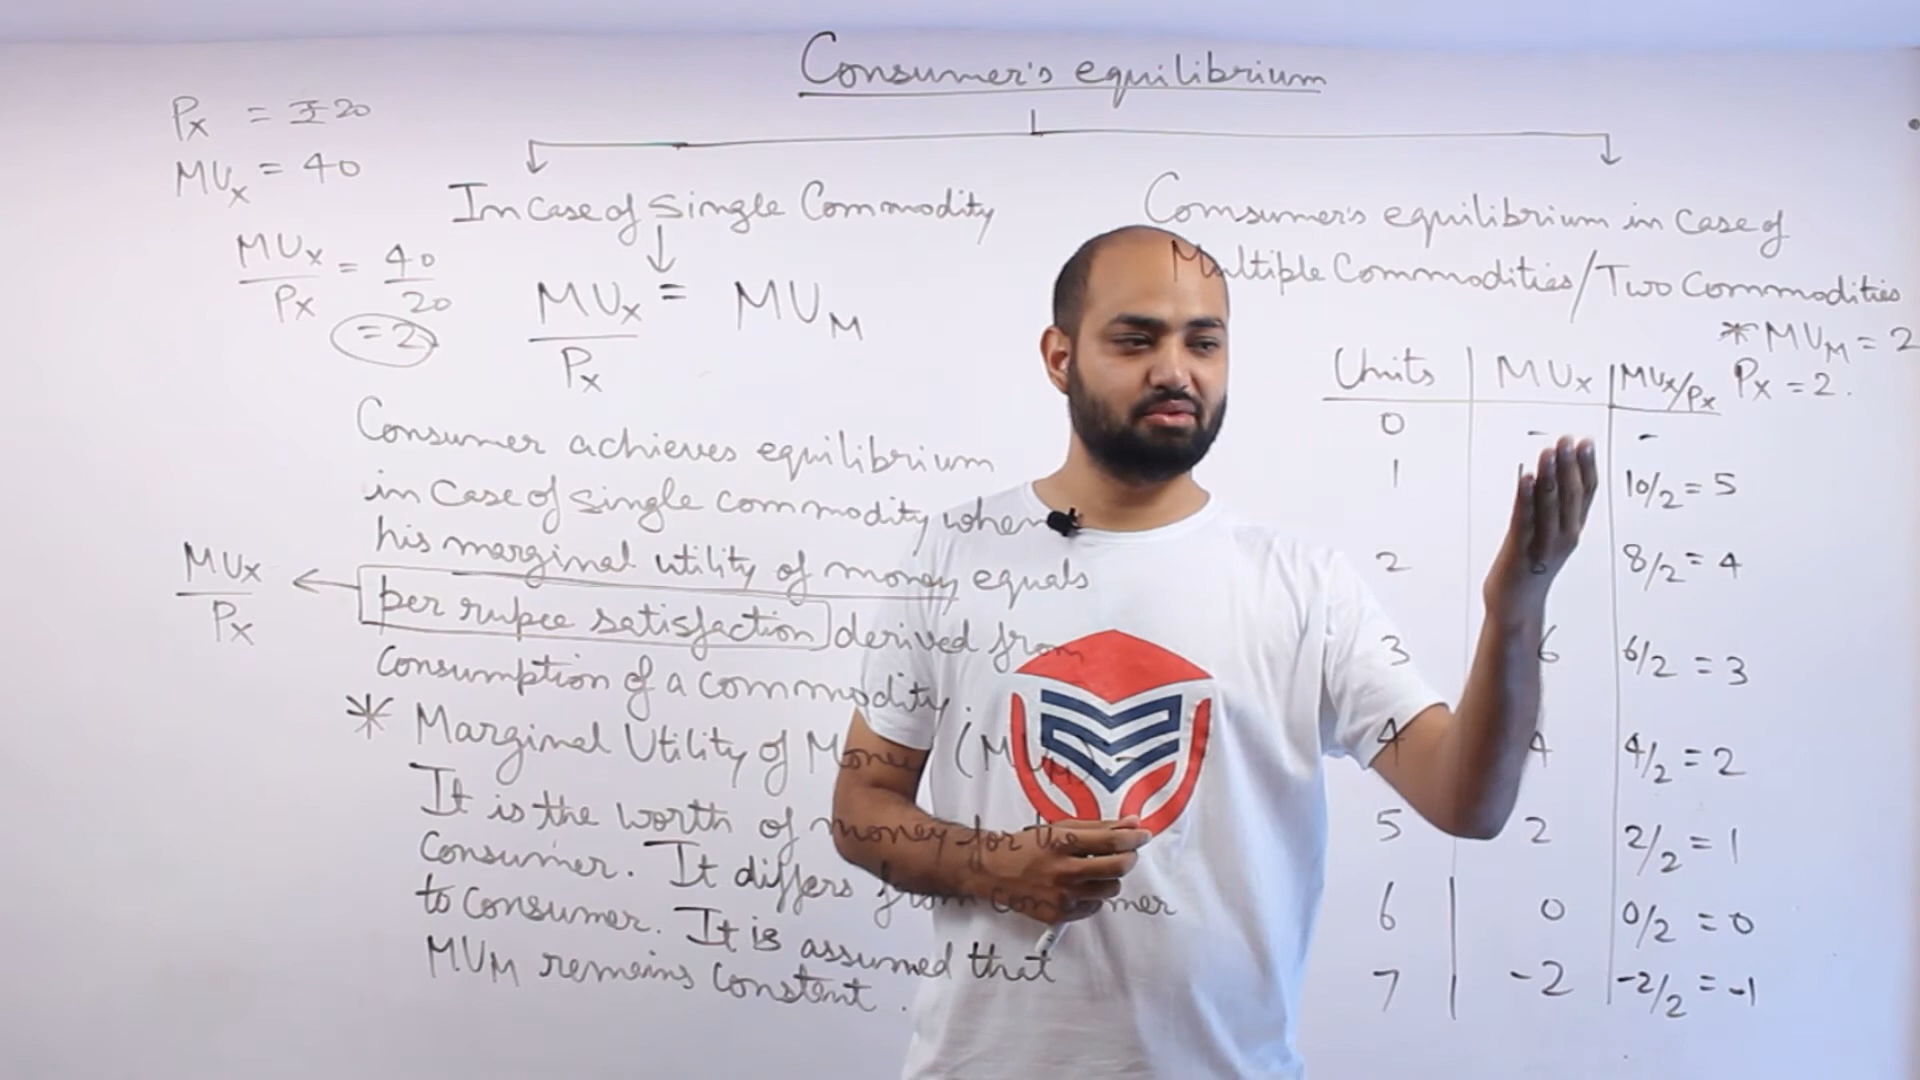 Consumer's equilibrium
Px = ₹20
MUx = 40
MUx/Px = 40/20
= 2
In Case of Single Commodity
MUx/Px = MUM
Consumer achieves equilibrium
in Case of Single commodity when
his marginal utility of money equals
per rupee satisfaction derived from
Consumption of a commodity.
MUx/Px
* Marginal Utility of Money (MUM) :-
It is the worth of money for the
Consumer. It differs from consumer
to consumer. It is assumed that
MUM remains Constent.
Consumer's equilibrium in Case of
Multiple Commodities/Two Commodities
* MUM = 2
Px = 2.
Units MUx MUx/Px
0 - -
1 10/2 = 5
2 8 8/2 = 4
3 6 6/2 = 3
4 4 4/2 = 2
5 2 2/2 = 1
6 0 0/2 = 0
7 -2 -2/2 = -1